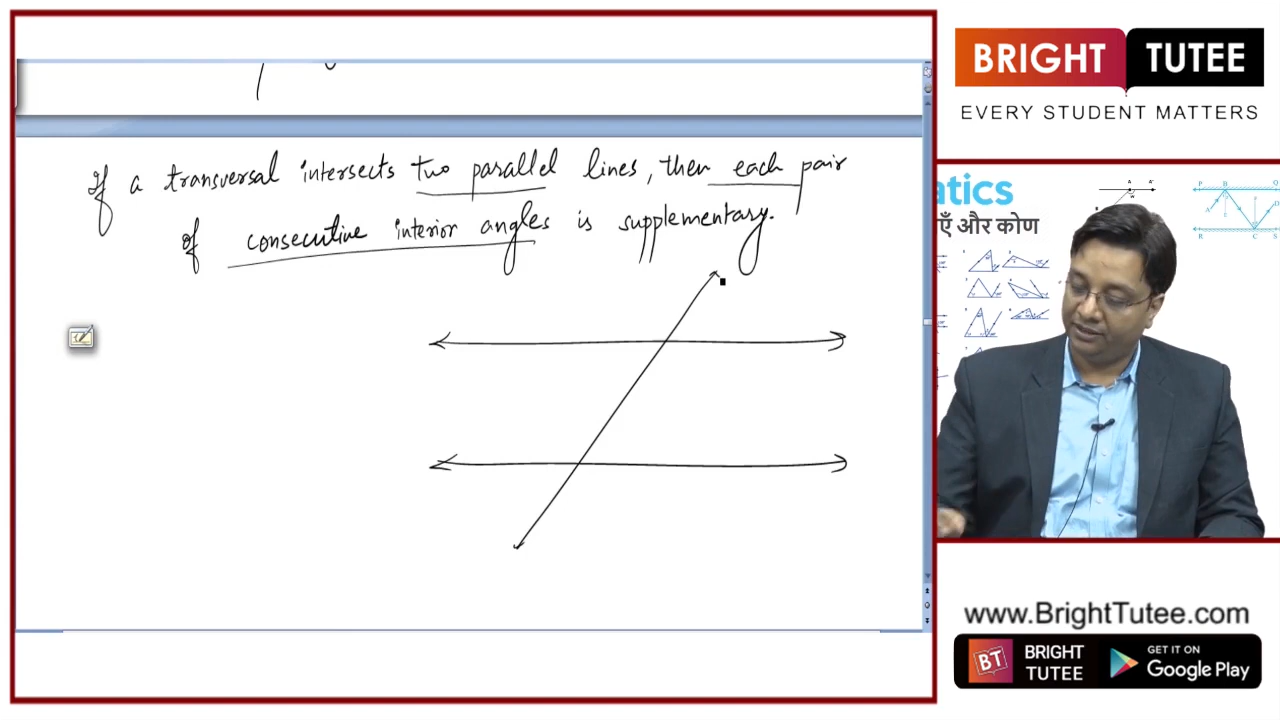 If a transversal intersects two parallel lines, then each pair
of consecutive interior angles is supplementary.
BRIGHT TUTEE
EVERY STUDENT MATTERS
atics
एँ और कोण
www.BrightTutee.com
BT BRIGHT TUTEE
GET IT ON
Google Play